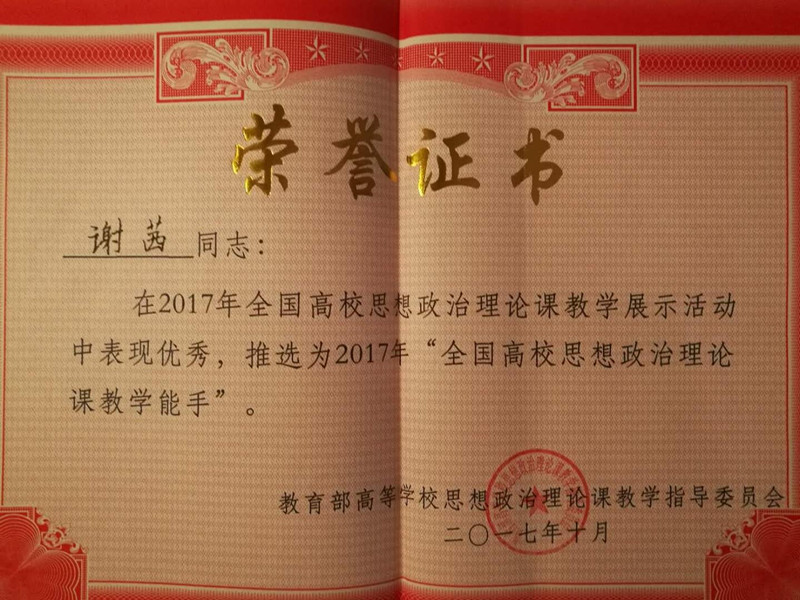 荣誉证书
谢茜 同志：
在2017年全国高校思想政治理论课教学展示活动
中表现优秀，推选为2017年“全国高校思想政治理论
课教学能手”。
教育部高等学校思想政治理论课教学指导委员会
二〇一七年十月